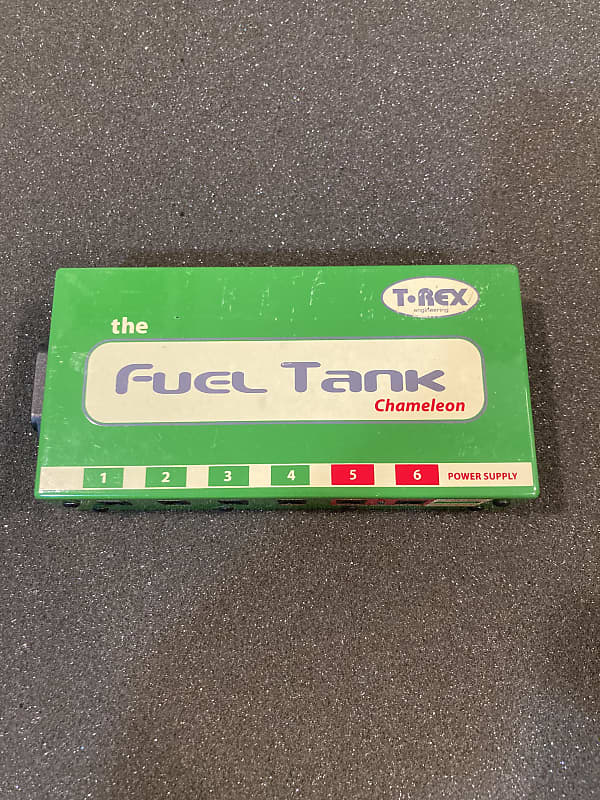 T•REX
engineering
the
Fuel Tank
Chameleon
1 2 3 4 5 6 POWER SUPPLY